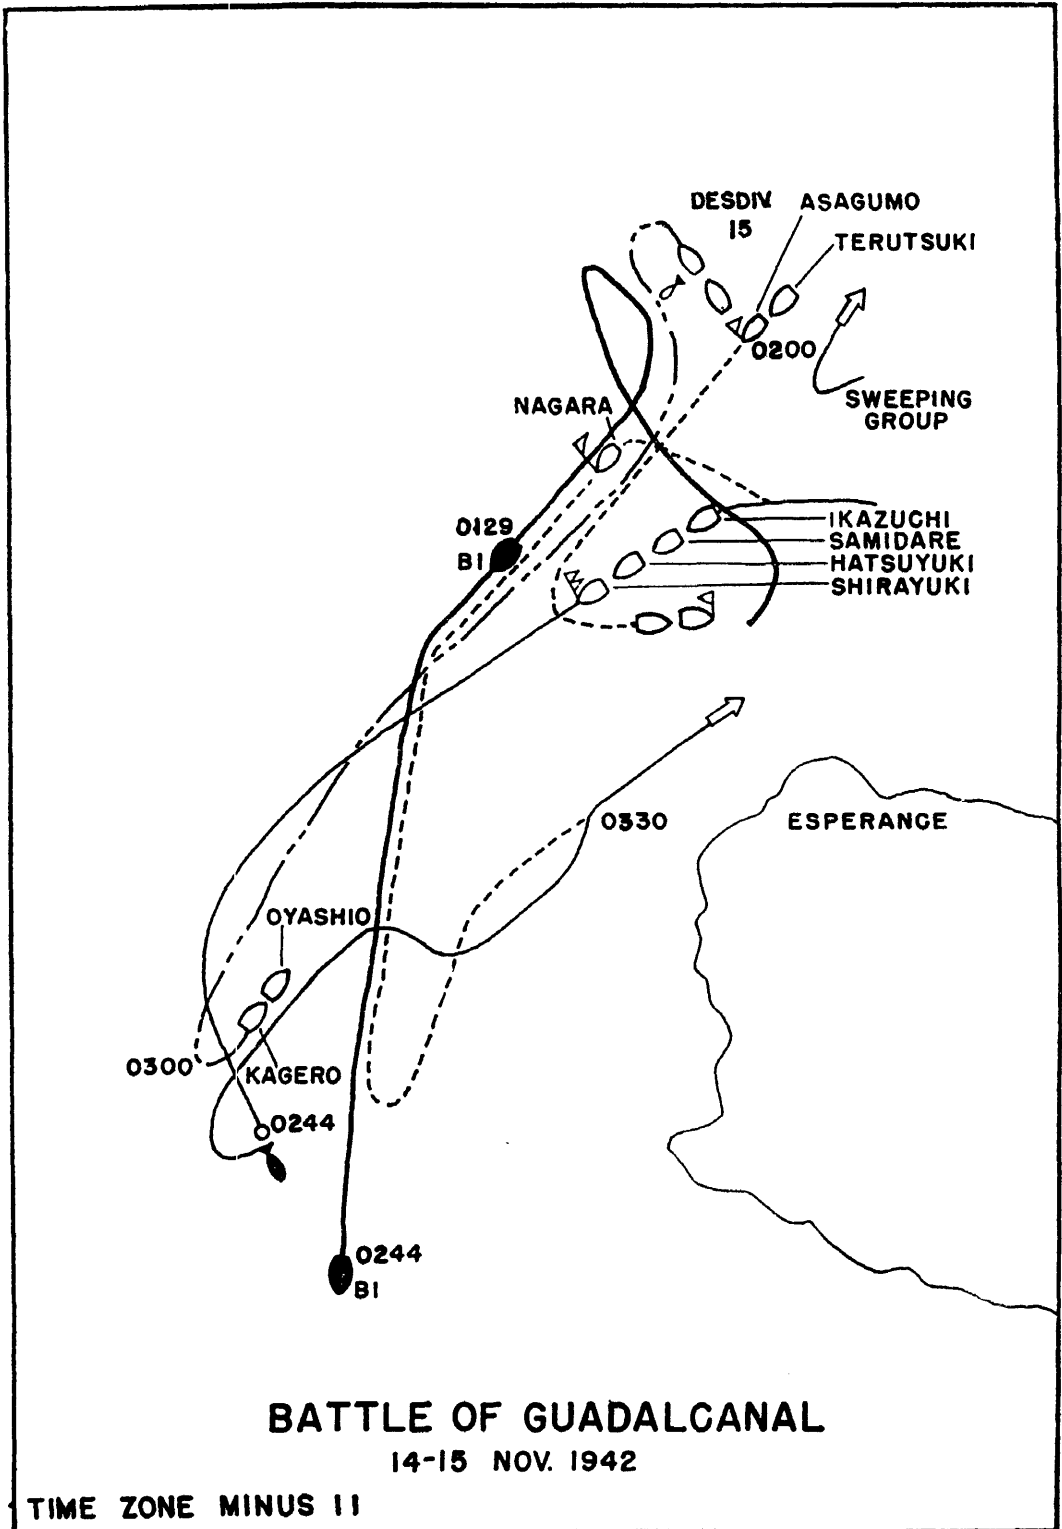 DESDIV.
15
ASAGUMO
TERUTSUKI
0200
SWEEPING
GROUP
NAGARA
0129
B1
IKAZUCHI
SAMIDARE
HATSUYUKI
SHIRAYUKI
0330
ESPERANCE
OYASHIO
0300
KAGERO
0244
0244
B1
BATTLE OF GUADALCANAL
14-15 NOV. 1942
TIME ZONE MINUS 11